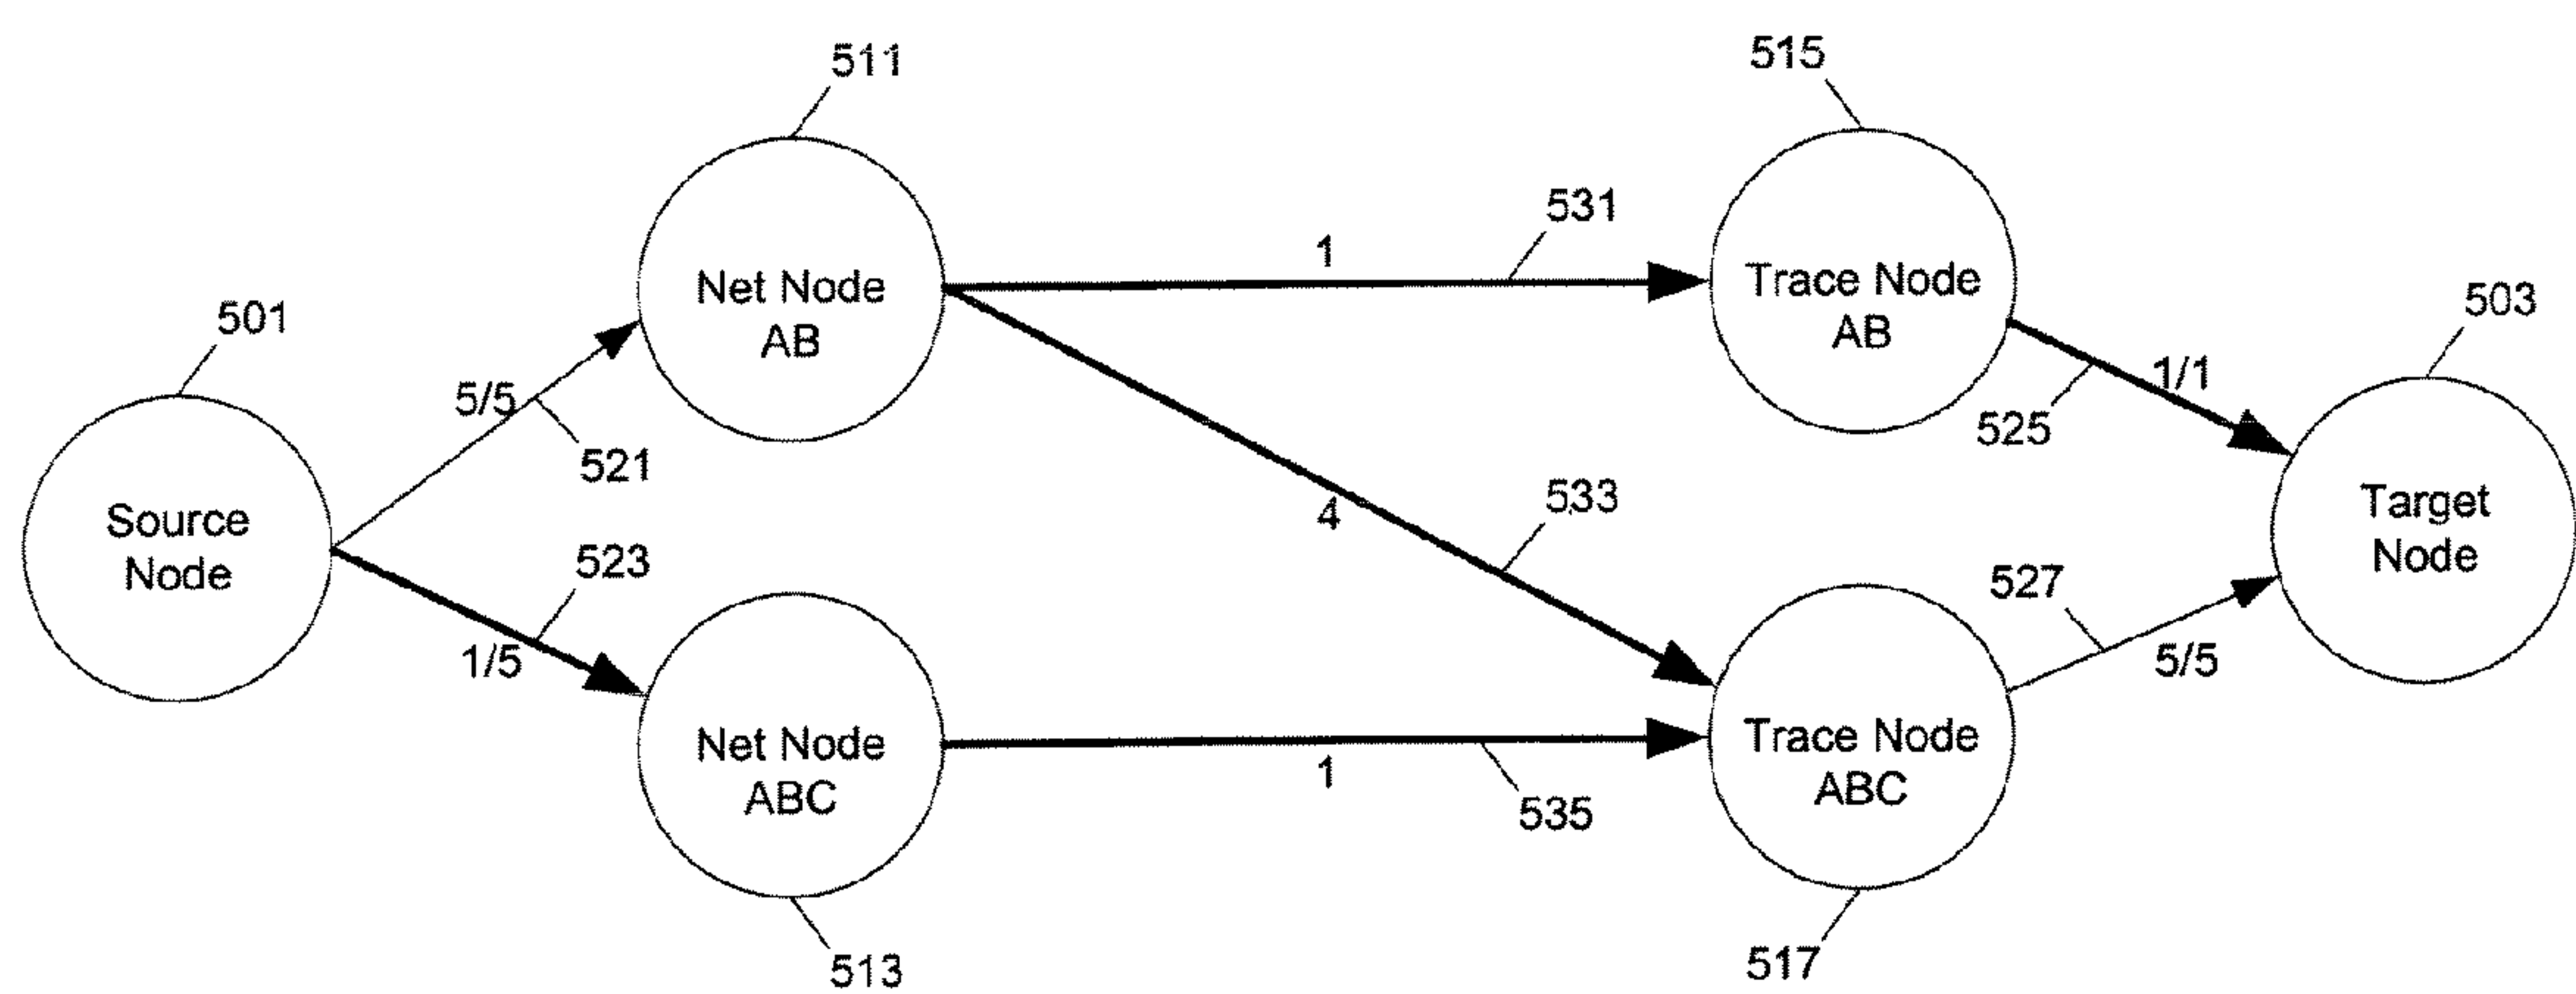 511
515
531
1
Net Node
AB
Trace Node
AB
503
501
5/5
521
1/1
525
Source
Node
533
4
Target
Node
523
1/5
527
5/5
Net Node
ABC
1
535
Trace Node
ABC
513
517